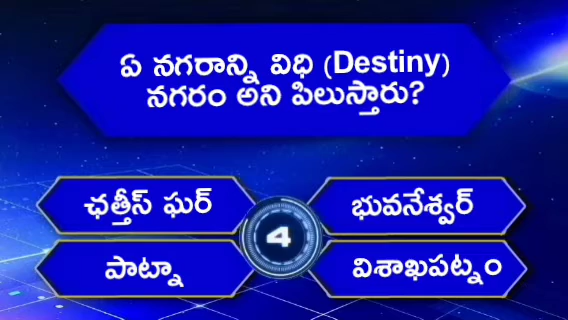 ఏ నగరాన్ని విధి (Destiny)
నగరం అని పిలుస్తారు?
ఛత్తీస్ ఘర్
భువనేశ్వర్
4
పాట్నా
విశాఖపట్నం